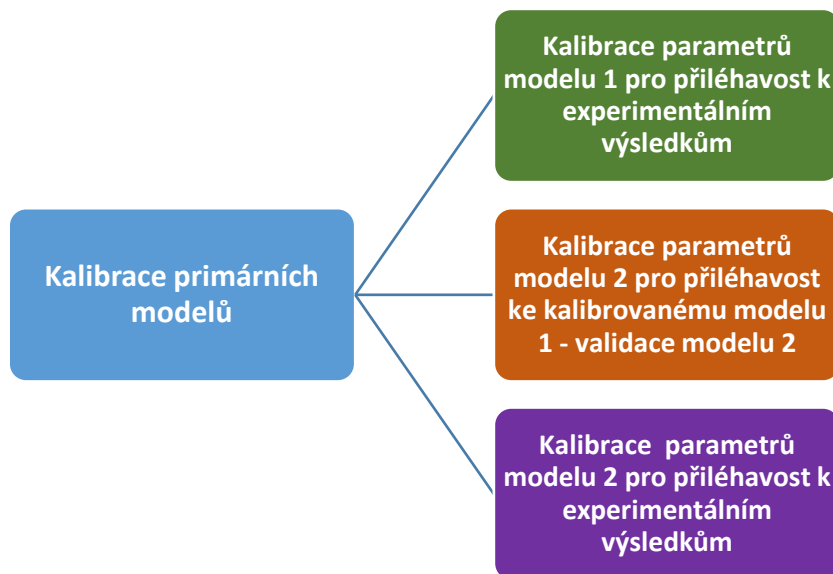 Kalibrace primárních
modelů
Kalibrace parametrů
modelu 1 pro přiléhavost k
experimentálním
výsledkům
Kalibrace parametrů
modelu 2 pro přiléhavost
ke kalibrovanému modelu
1 - validace modelu 2
Kalibrace  parametrů
modelu 2 pro přiléhavost k
experimentálním
výsledkům